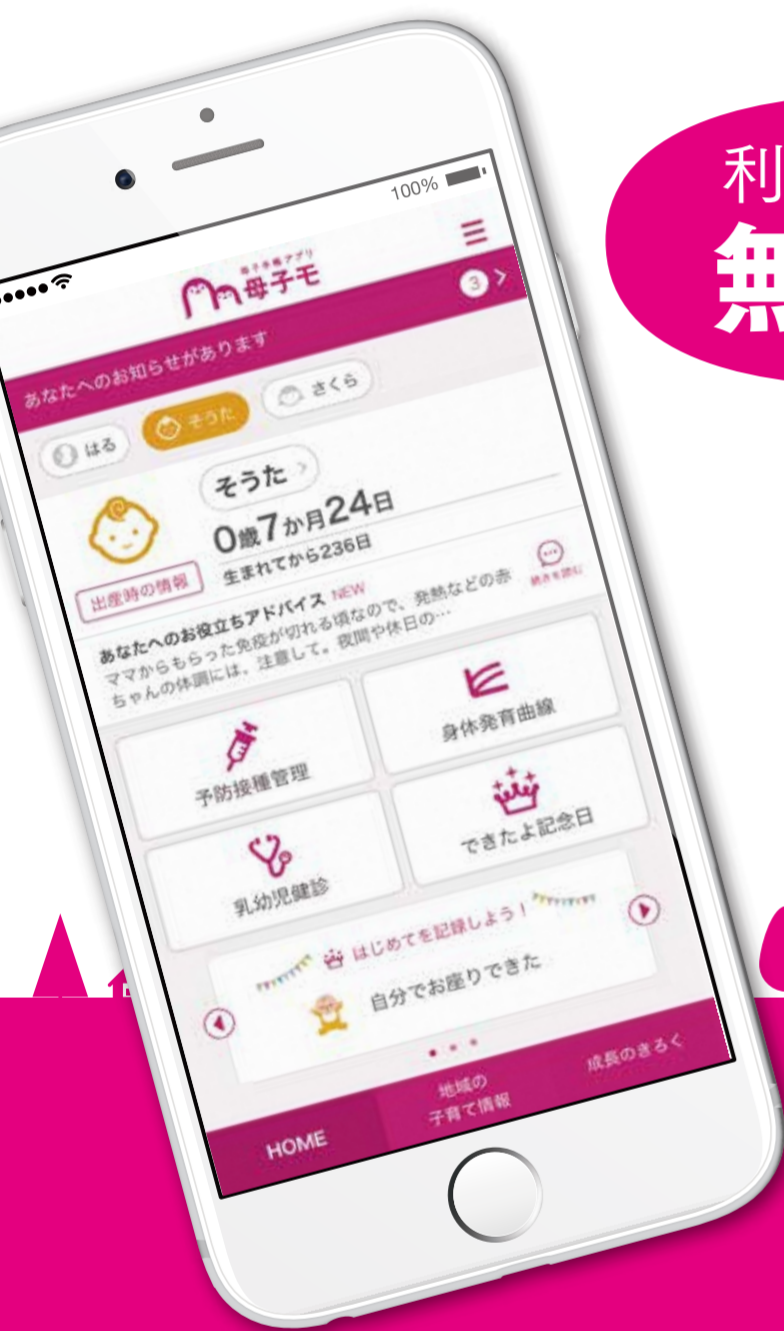 利
無
100%
母子手帳アプリ
母子モ
あなたへのお知らせがあります
3
はる
そうた
さくら
そうた
0歳7か月24日
生まれてから236日
出産時の情報
あなたへのお役立ちアドバイス NEW
ママからもらった免疫が切れる頃なので、発熱などの赤
ちゃんの体調には、注意して。夜間や休日の…
続きを読む
予防接種管理
身体発育曲線
乳幼児健診
できたよ記念日
はじめてを記録しよう！
自分でお座りできた
HOME
地域の
子育て情報
成長のきろく